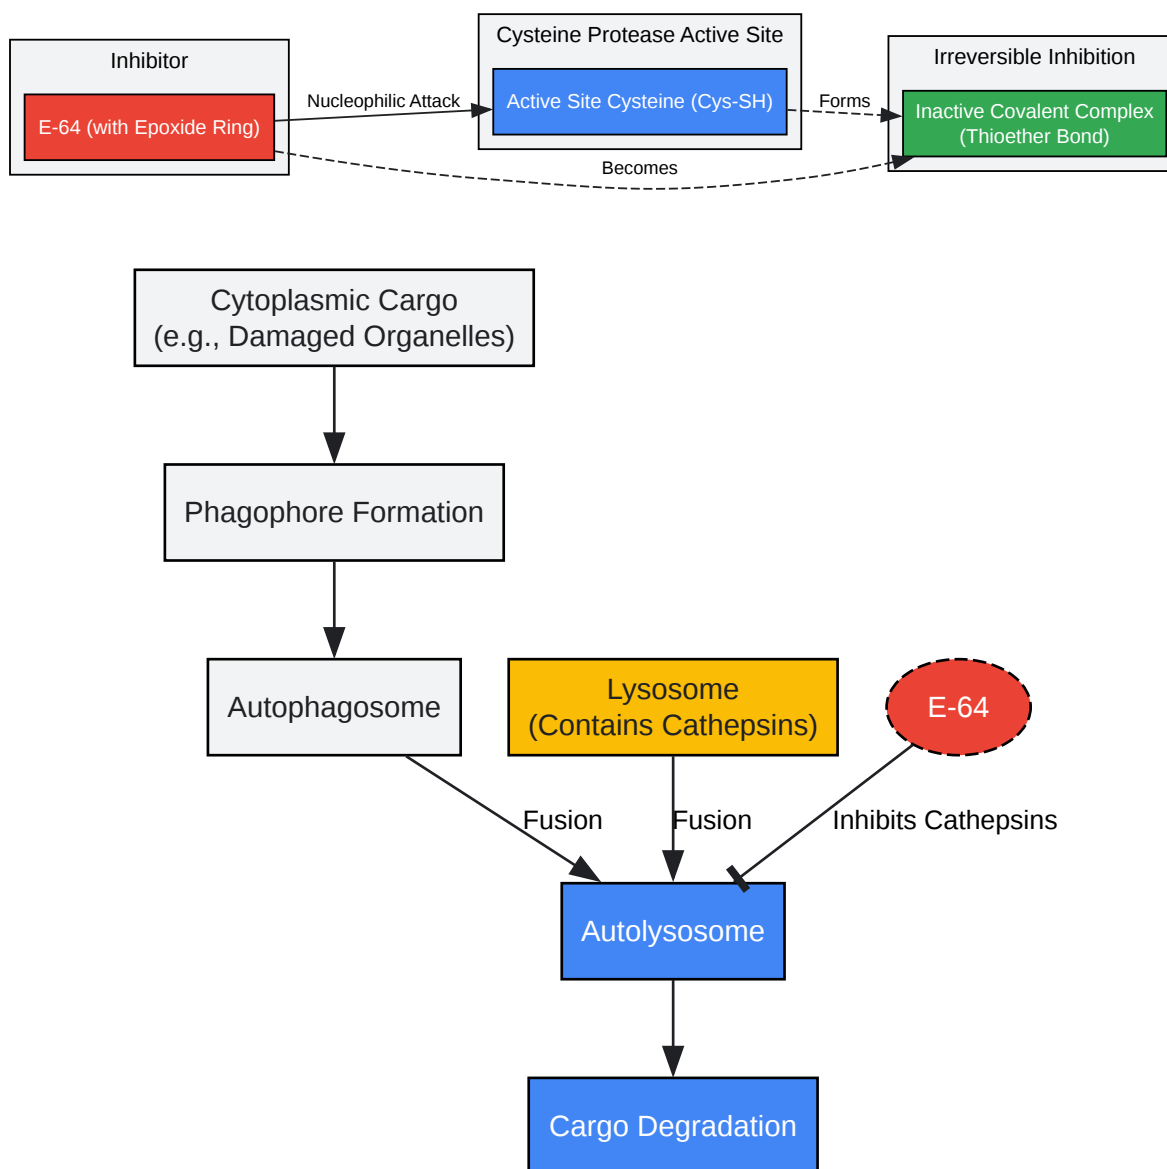 Inhibitor
E-64 (with Epoxide Ring)
Nucleophilic Attack
Cysteine Protease Active Site
Active Site Cysteine (Cys-SH)
Forms
Irreversible Inhibition
Inactive Covalent Complex
(Thioether Bond)
Becomes
Cytoplasmic Cargo
(e.g., Damaged Organelles)
Phagophore Formation
Autophagosome
Lysosome
(Contains Cathepsins)
E-64
Fusion
Fusion
Inhibits Cathepsins
Autolysosome
Cargo Degradation